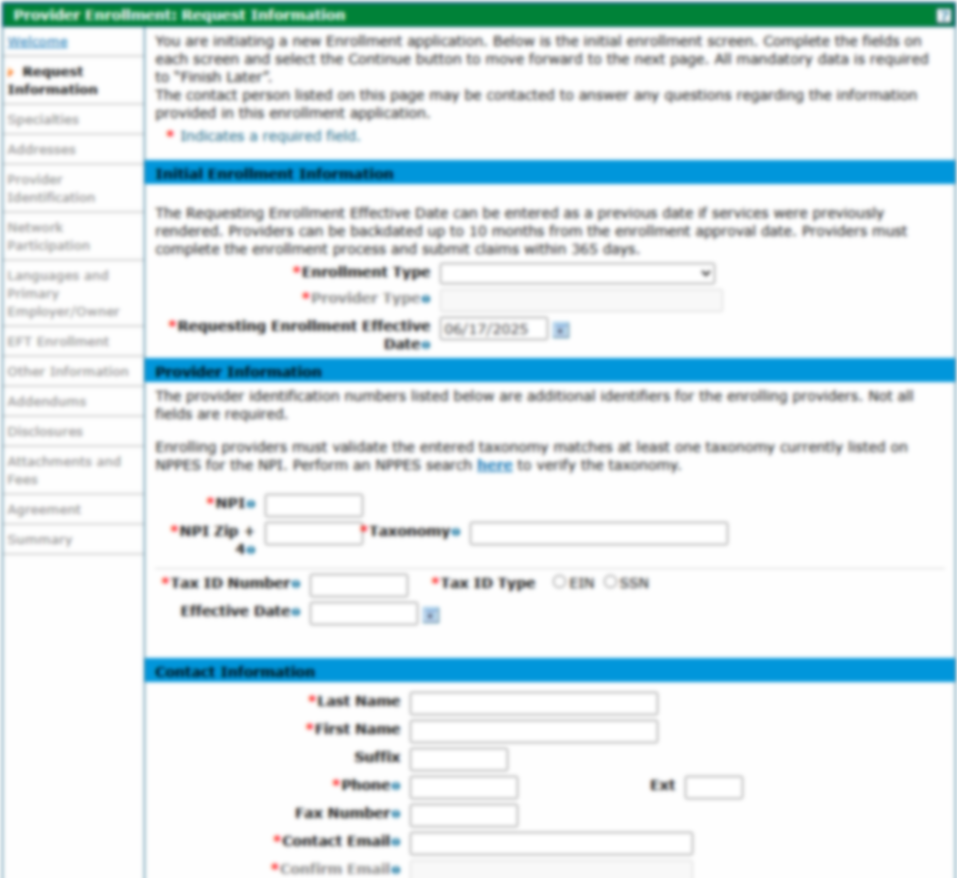 Provider Enrollment: Request Information
?
Welcome
Request
Information
Specialties
Addresses
Provider
Identification
Network
Participation
Languages and
Primary
Employer/Owner
EFT Enrollment
Other Information
Addendums
Disclosures
Attachments and
Fees
Agreement
Summary
You are initiating a new Enrollment application. Below is the initial enrollment screen. Complete the fields on
each screen and select the Continue button to move forward to the next page. All mandatory data is required
to "Finish Later".
The contact person listed on this page may be contacted to answer any questions regarding the information
provided in this enrollment application.
* Indicates a required field.
Initial Enrollment Information
The Requesting Enrollment Effective Date can be entered as a previous date if services were previously
rendered. Providers can be backdated up to 10 months from the enrollment approval date. Providers must
complete the enrollment process and submit claims within 365 days.
*Enrollment Type
*Provider Type
*Requesting Enrollment Effective 06/17/2025
Date
Provider Information
The provider identification numbers listed below are additional identifiers for the enrolling providers. Not all
fields are required.
Enrolling providers must validate the entered taxonomy matches at least one taxonomy currently listed on
NPPES for the NPI. Perform an NPPES search here to verify the taxonomy.
*NPI
*NPI Zip + *Taxonomy
4
*Tax ID Number *Tax ID Type EIN SSN
Effective Date
Contact Information
*Last Name
*First Name
Suffix
*Phone Ext
Fax Number
*Contact Email
*Confirm Email